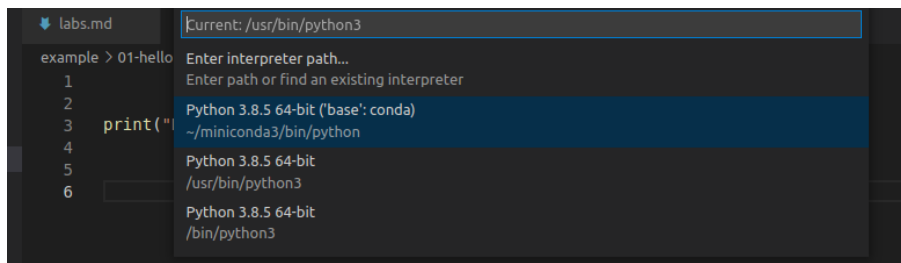 labs.md
Current: /usr/bin/python3
example > 01-hello
Enter interpreter path...
Enter path or find an existing interpreter
1
2
Python 3.8.5 64-bit ('base': conda)
3 print("
~/miniconda3/bin/python
4
5
Python 3.8.5 64-bit
/usr/bin/python3
6
Python 3.8.5 64-bit
/bin/python3